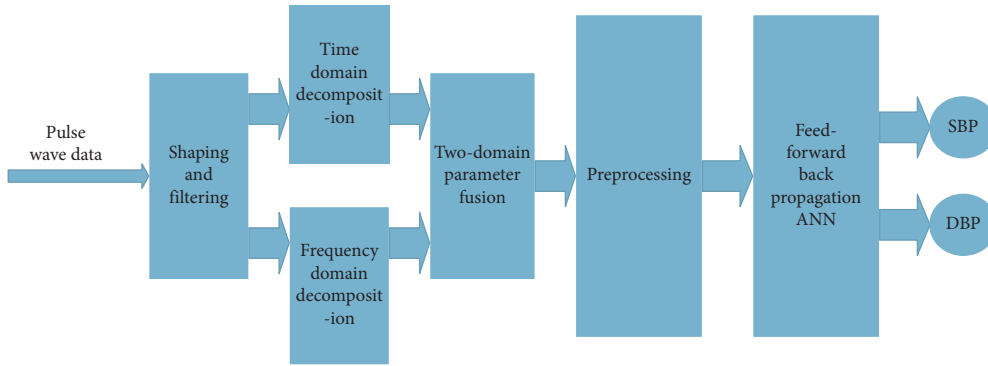 Pulse
wave data
Shaping
and
filtering
Time
domain
decomposit
-ion
Frequency
domain
decomposit
-ion
Two-domain
parameter
fusion
Preprocessing
Feed-
forward
back
propagation
ANN
SBP
DBP